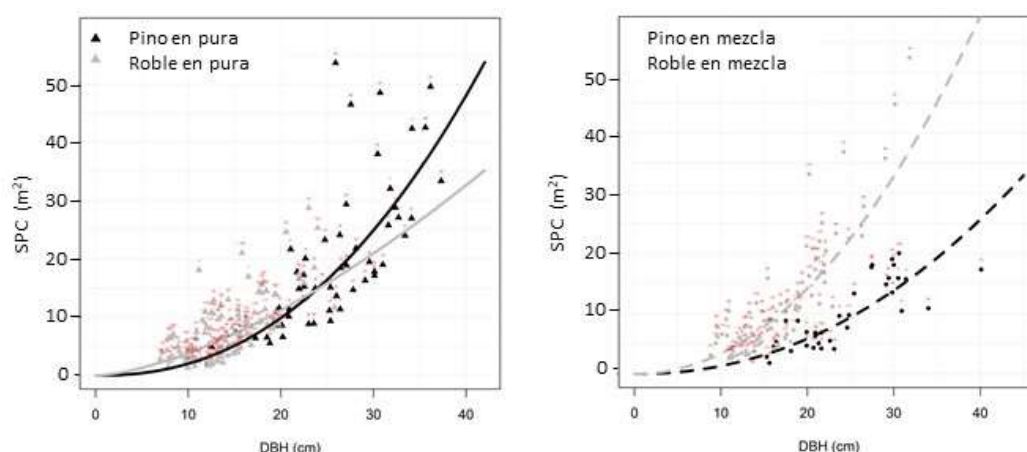 Pino en pura
Roble en pura
50
40
30
20
10
0
SPC (m²)
0 10 20 30 40
DBH (cm)
Pino en mezcla
Roble en mezcla
50
40
30
20
10
0
SPC (m²)
0 10 20 30 40
DBH (cm)